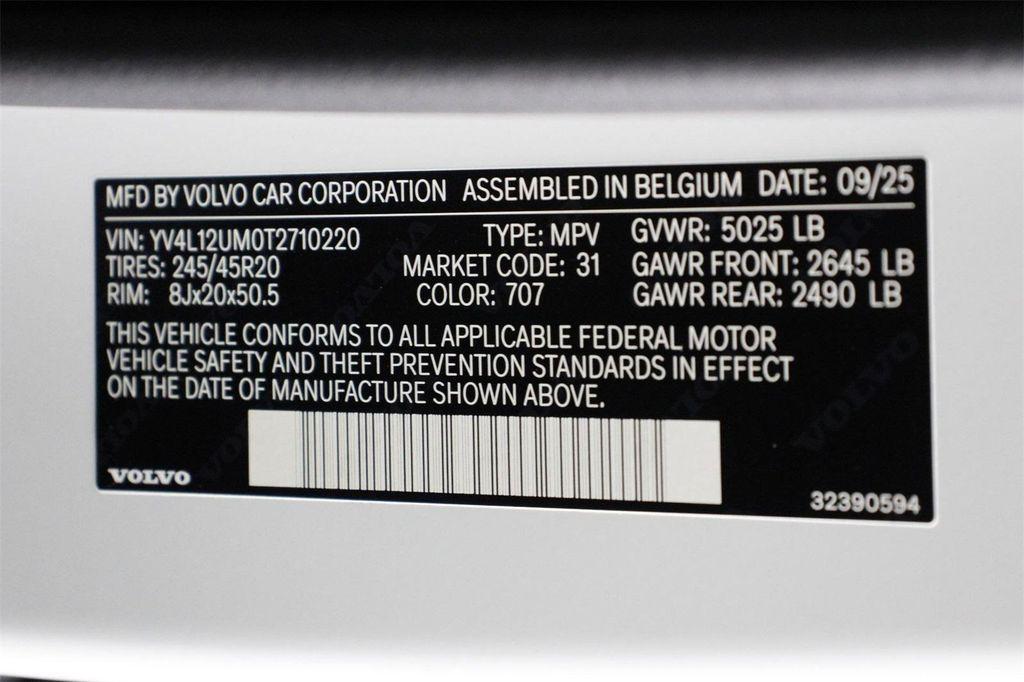 MFD BY VOLVO CAR CORPORATION ASSEMBLED IN BELGIUM DATE: 09/25
VIN: YV4L12UM0T2710220 TYPE: MPV GVWR: 5025 LB
TIRES: 245/45R20 MARKET CODE: 31 GAWR FRONT: 2645 LB
RIM: 8Jx20x50.5 COLOR: 707 GAWR REAR: 2490 LB
THIS VEHICLE CONFORMS TO ALL APPLICABLE FEDERAL MOTOR
VEHICLE SAFETY AND THEFT PREVENTION STANDARDS IN EFFECT
ON THE DATE OF MANUFACTURE SHOWN ABOVE.
VOLVO
32390594